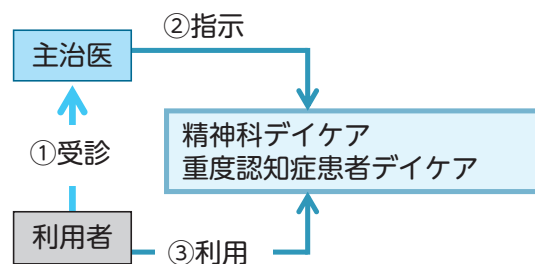 ②指示
主治医
精神科デイケア
重度認知症患者デイケア
①受診
利用者
③利用